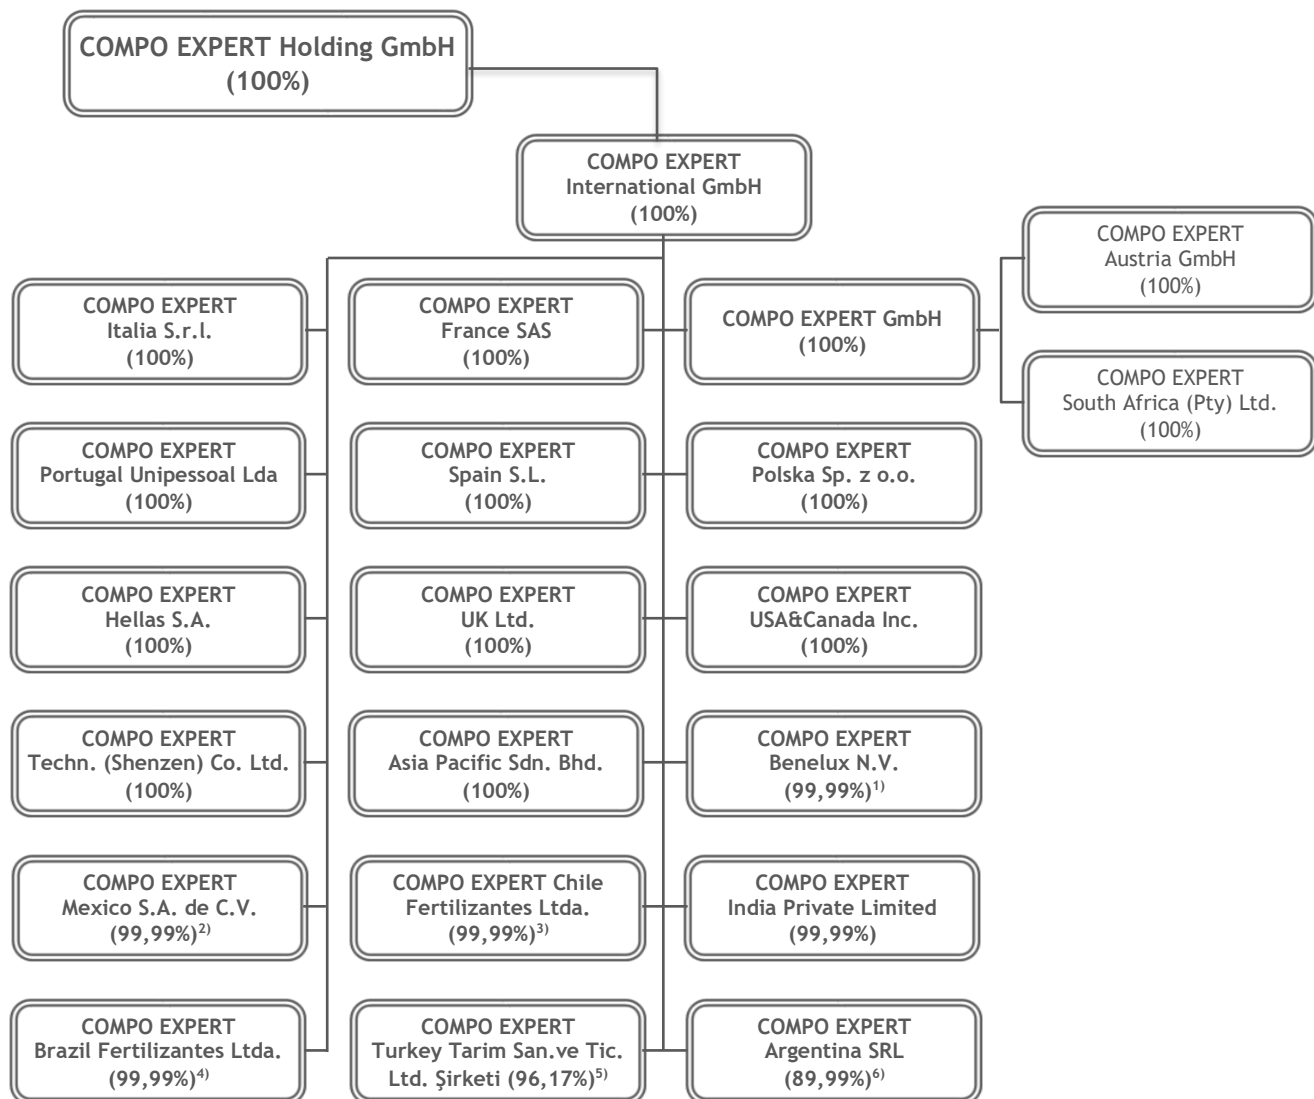 COMPO EXPERT Holding GmbH
(100%)
COMPO EXPERT
International GmbH
(100%)
COMPO EXPERT
Austria GmbH
(100%)
COMPO EXPERT
Italia S.r.l.
(100%)
COMPO EXPERT
France SAS
(100%)
COMPO EXPERT GmbH
(100%)
COMPO EXPERT
South Africa (Pty) Ltd.
(100%)
COMPO EXPERT
Portugal Unipessoal Lda
(100%)
COMPO EXPERT
Spain S.L.
(100%)
COMPO EXPERT
Polska Sp. z o.o.
(100%)
COMPO EXPERT
Hellas S.A.
(100%)
COMPO EXPERT
UK Ltd.
(100%)
COMPO EXPERT
USA&Canada Inc.
(100%)
COMPO EXPERT
Techn. (Shenzen) Co. Ltd.
(100%)
COMPO EXPERT
Asia Pacific Sdn. Bhd.
(100%)
COMPO EXPERT
Benelux N.V.
(99,99%)1)
COMPO EXPERT
Mexico S.A. de C.V.
(99,99%)2)
COMPO EXPERT Chile
Fertilizantes Ltda.
(99,99%)3)
COMPO EXPERT
India Private Limited
(99,99%)
COMPO EXPERT
Brazil Fertilizantes Ltda.
(99,99%)4)
COMPO EXPERT
Turkey Tarim San.ve Tic.
Ltd. Şirketi (96,17%)5)
COMPO EXPERT
Argentina SRL
(89,99%)6)